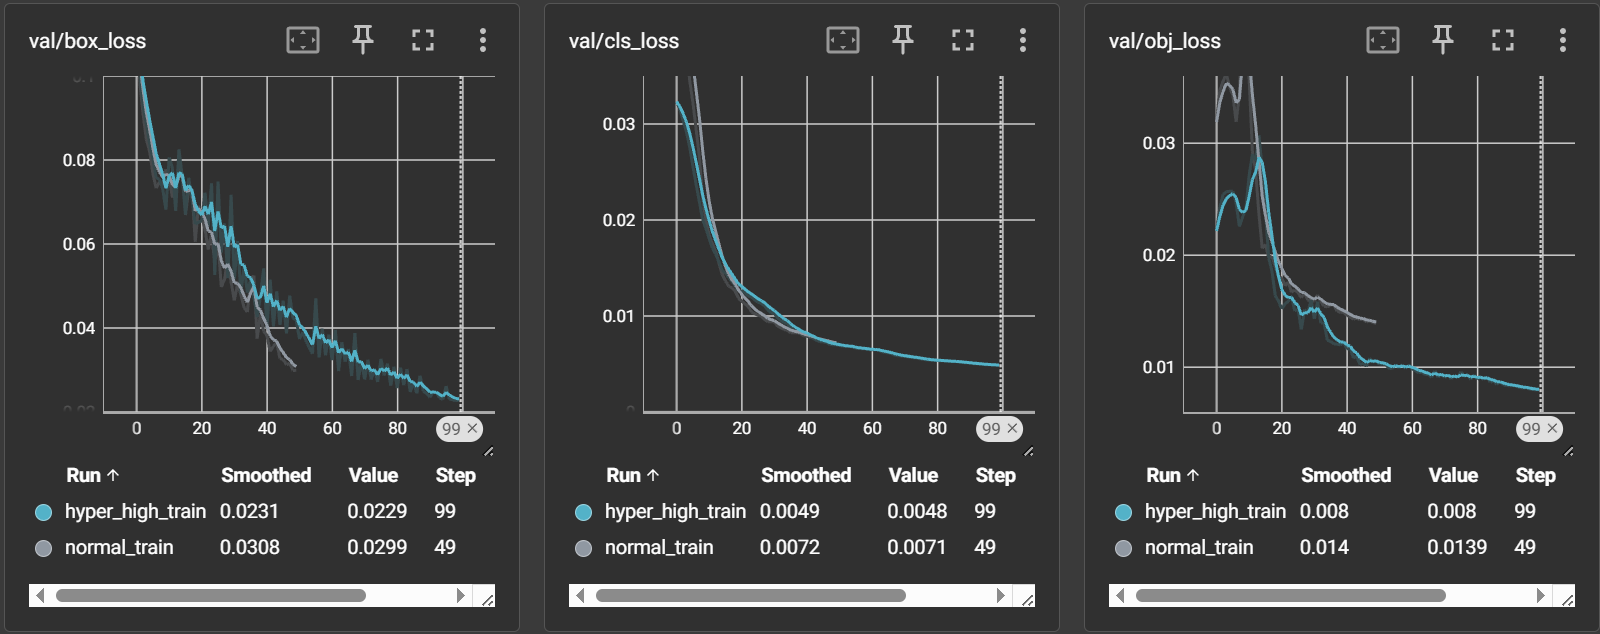 val/box_loss
0.08
0.06
0.04
0 20 40 60 80 99 ×
Run ↑ Smoothed Value Step
hyper_high_train 0.0231 0.0229 99
normal_train 0.0308 0.0299 49
val/cls_loss
0.03
0.02
0.01
0
0 20 40 60 80 99 ×
Run ↑ Smoothed Value Step
hyper_high_train 0.0049 0.0048 99
normal_train 0.0072 0.0071 49
val/obj_loss
0.03
0.02
0.01
0 20 40 60 80 99 ×
Run ↑ Smoothed Value Step
hyper_high_train 0.008 0.008 99
normal_train 0.014 0.0139 49